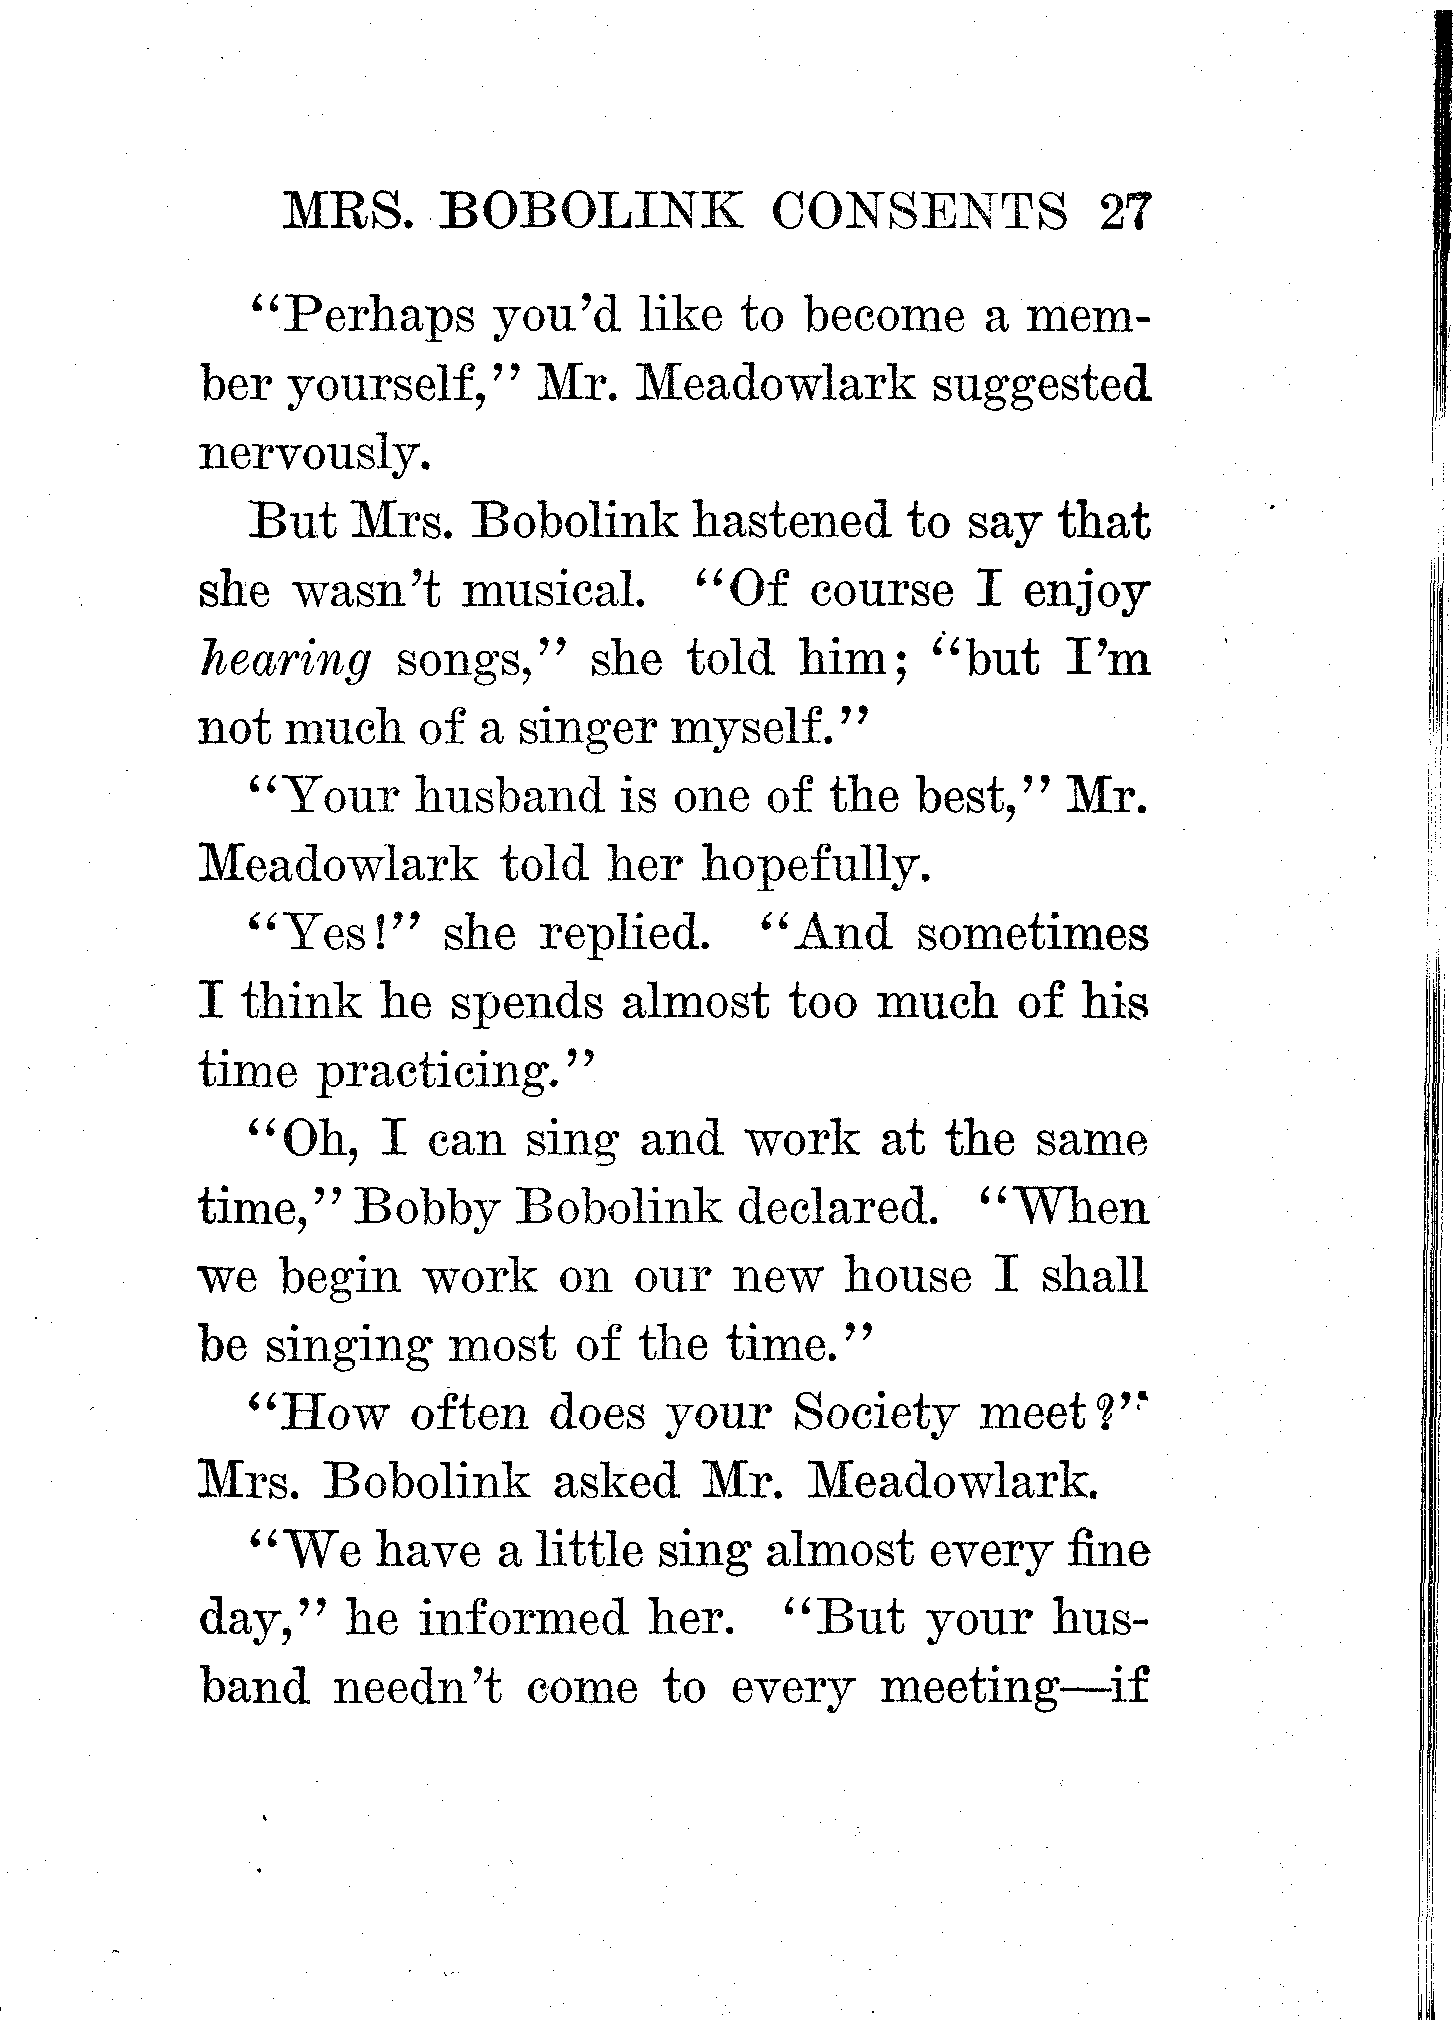 MRS. BOBOLINK CONSENTS 27
"Perhaps you'd like to become a mem-
ber yourself," Mr. Meadowlark suggested
nervously.
But Mrs. Bobolink hastened to say that
she wasn't musical. "Of course I enjoy
hearing songs," she told him; "but I'm
not much of a singer myself."
"Your husband is one of the best," Mr.
Meadowlark told her hopefully.
"Yes!" she replied. "And sometimes
I think he spends almost too much of his
time practicing."
"Oh, I can sing and work at the same
time," Bobby Bobolink declared. "When
we begin work on our new house I shall
be singing most of the time."
"How often does your Society meet?"
Mrs. Bobolink asked Mr. Meadowlark.
"We have a little sing almost every fine
day," he informed her. "But your hus-
band needn't come to every meeting—if